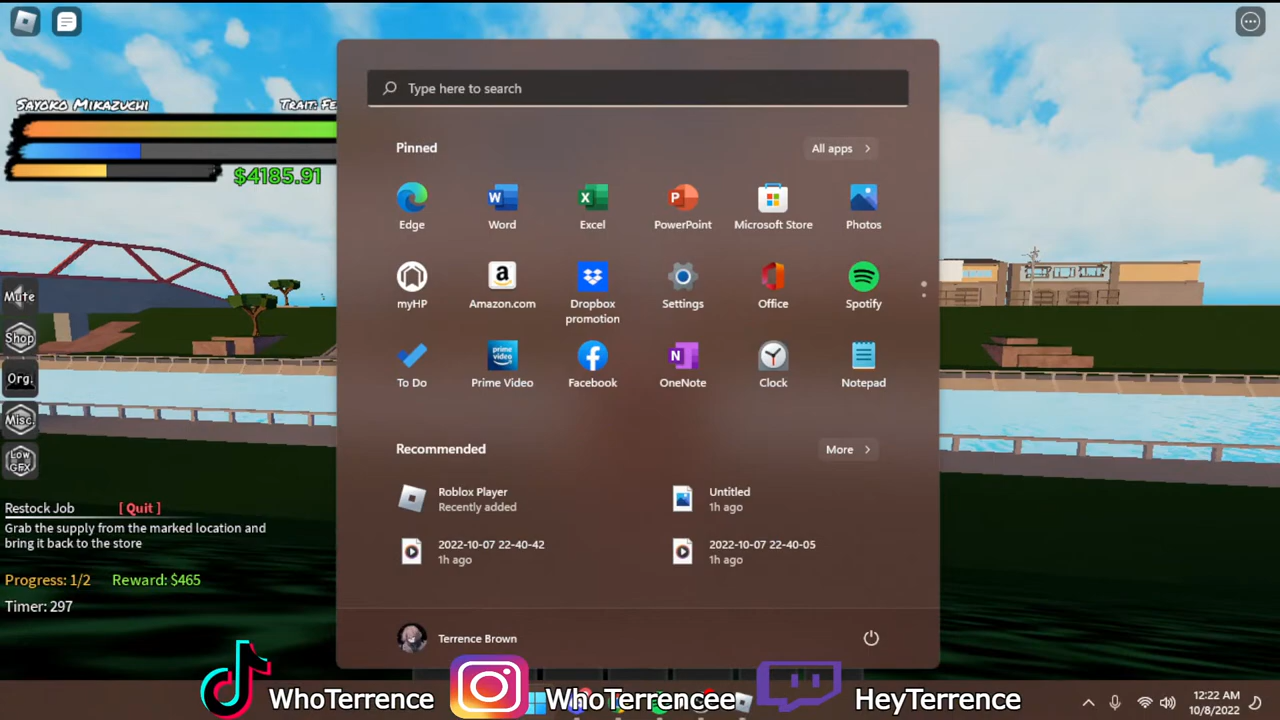 SAYOKO MIKAZUCHI
TRAIT: FE
$4185.91
Mute
Shop
Org.
Misc.
Low
GFX
Restock Job [ Quit ]
Grab the supply from the marked location and
bring it back to the store
Progress: 1/2 Reward: $465
Timer: 297
Type here to search
Pinned
All apps
Edge
Word
Excel
PowerPoint
Microsoft Store
Photos
myHP
Amazon.com
Dropbox
promotion
Settings
Office
Spotify
To Do
prime
video
Prime Video
Facebook
OneNote
Clock
Notepad
Recommended
More
Roblox Player
Recently added
Untitled
1h ago
2022-10-07 22-40-42
1h ago
2022-10-07 22-40-05
1h ago
Terrence Brown
WhoTerrence
WhoTerrencee
HeyTerrence
12:22 AM
10/8/2022